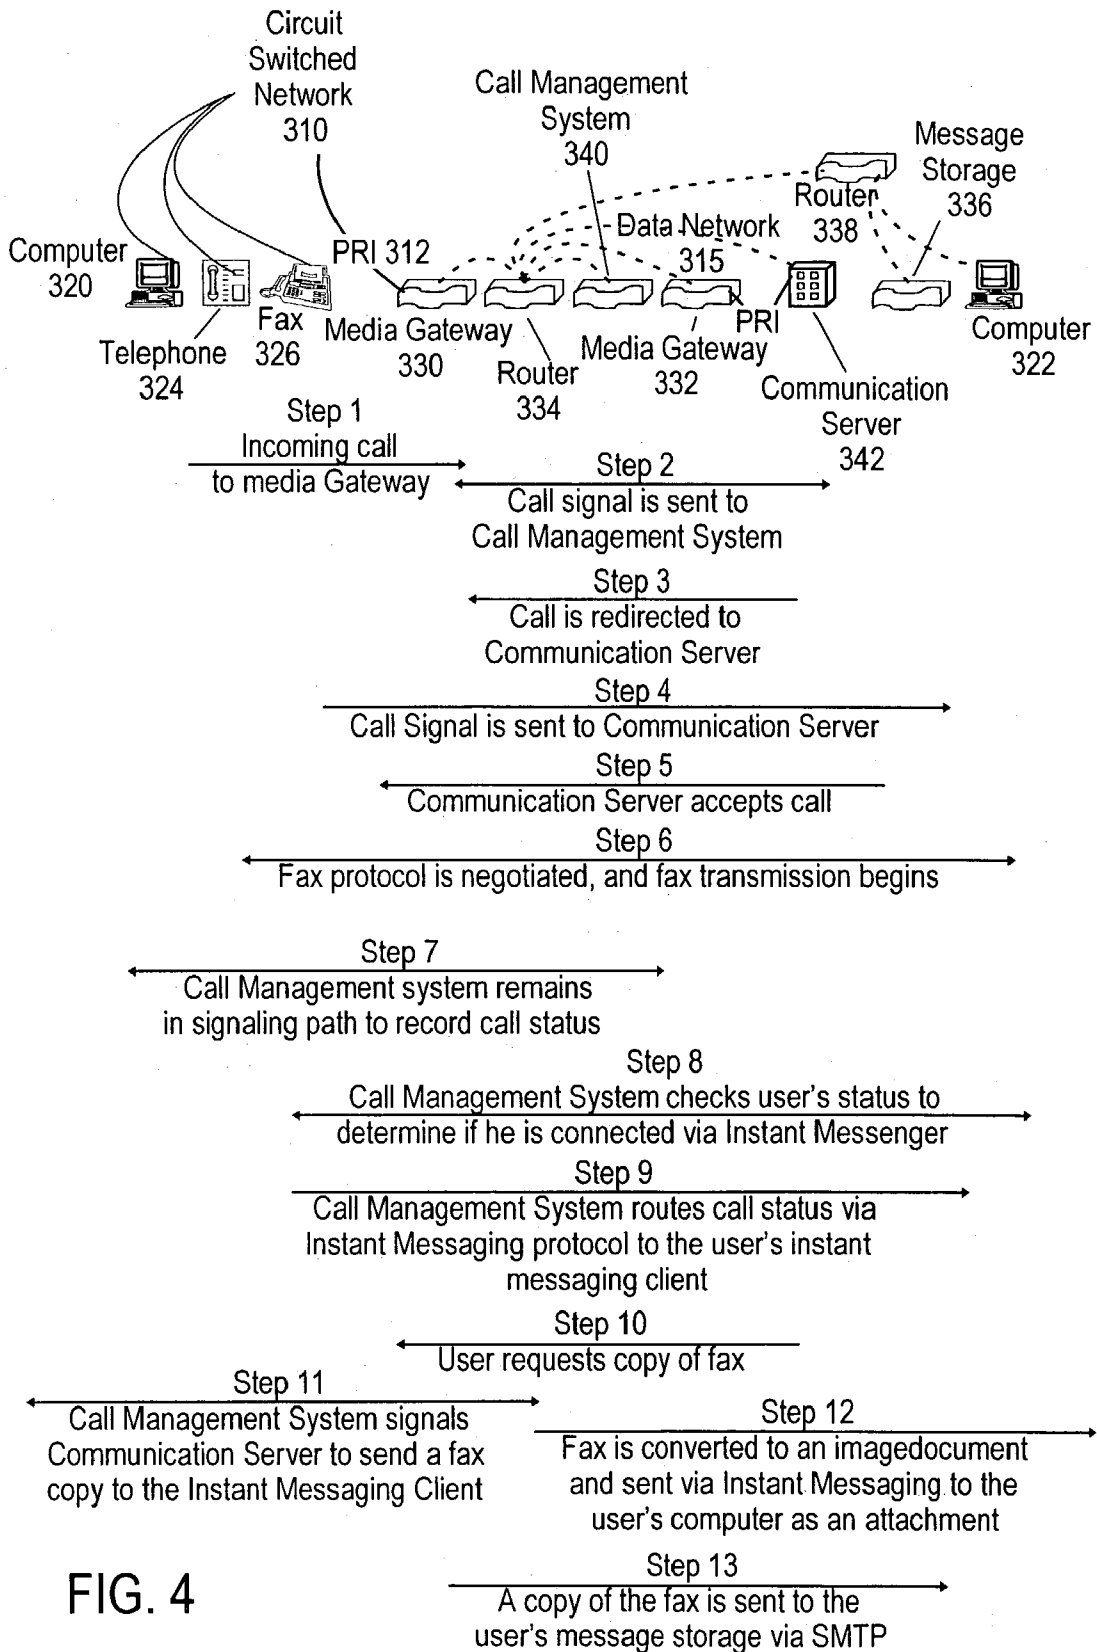 Circuit
Switched
Network
310
Call Management
System
340
Message
Storage
336
Router
338
Data Network
315
Computer
320
PRI 312
Fax
326
Telephone
324
Media Gateway
330
Router
334
Media Gateway
332
PRI
Computer
322
Communication
Server
342
Step 1
Incoming call
to media Gateway
Step 2
Call signal is sent to
Call Management System
Step 3
Call is redirected to
Communication Server
Step 4
Call Signal is sent to Communication Server
Step 5
Communication Server accepts call
Step 6
Fax protocol is negotiated, and fax transmission begins
Step 7
Call Management system remains
in signaling path to record call status
Step 8
Call Management System checks user's status to
determine if he is connected via Instant Messenger
Step 9
Call Management System routes call status via
Instant Messaging protocol to the user's instant
messaging client
Step 10
User requests copy of fax
Step 11
Call Management System signals
Communication Server to send a fax
copy to the Instant Messaging Client
Step 12
Fax is converted to an imagedocument
and sent via Instant Messaging to the
user's computer as an attachment
Step 13
A copy of the fax is sent to the
user's message storage via SMTP
FIG. 4